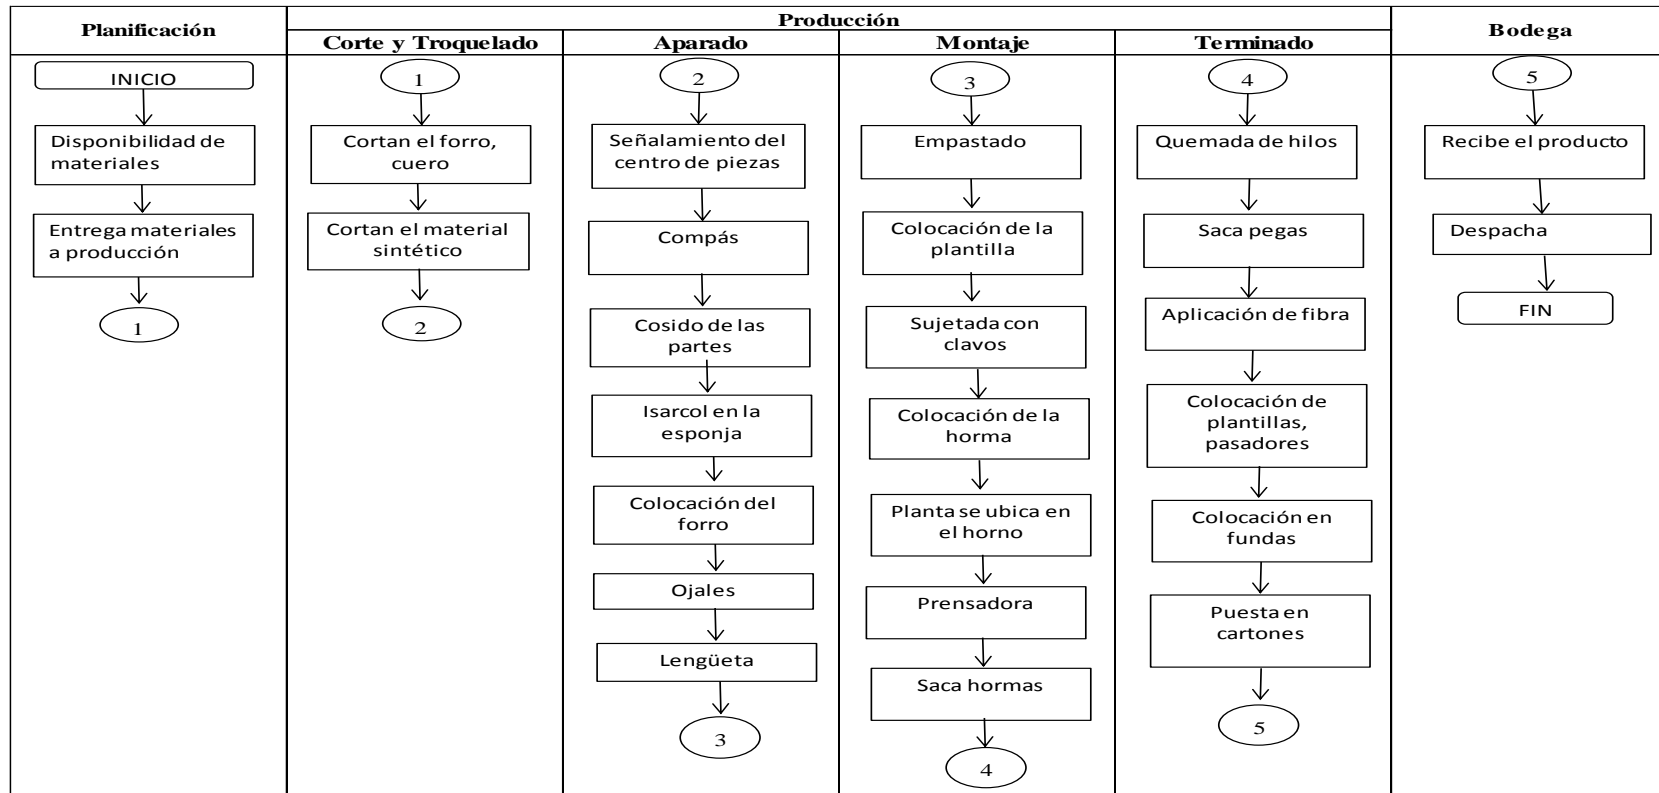 Planificación
Producción
Bodega
Corte y Troquelado
Aparado
Montaje
Terminado
INICIO
Disponibilidad de
materiales
Entrega materiales
a producción
1
1
Cortan el forro,
cuero
Cortan el material
sintético
2
2
Señalamiento del
centro de piezas
Compás
Cosido de las
partes
Isarcol en la
esponja
Colocación del
forro
Ojales
Lengüeta
3
3
Empastado
Colocación de la
plantilla
Sujetada con
clavos
Colocación de la
horma
Planta se ubica en
el horno
Prensadora
Saca hormas
4
4
Quemada de hilos
Saca pegas
Aplicación de fibra
Colocación de
plantillas,
pasadores
Colocación en
fundas
Puesta en
cartones
5
5
Recibe el producto
Despacha
FIN